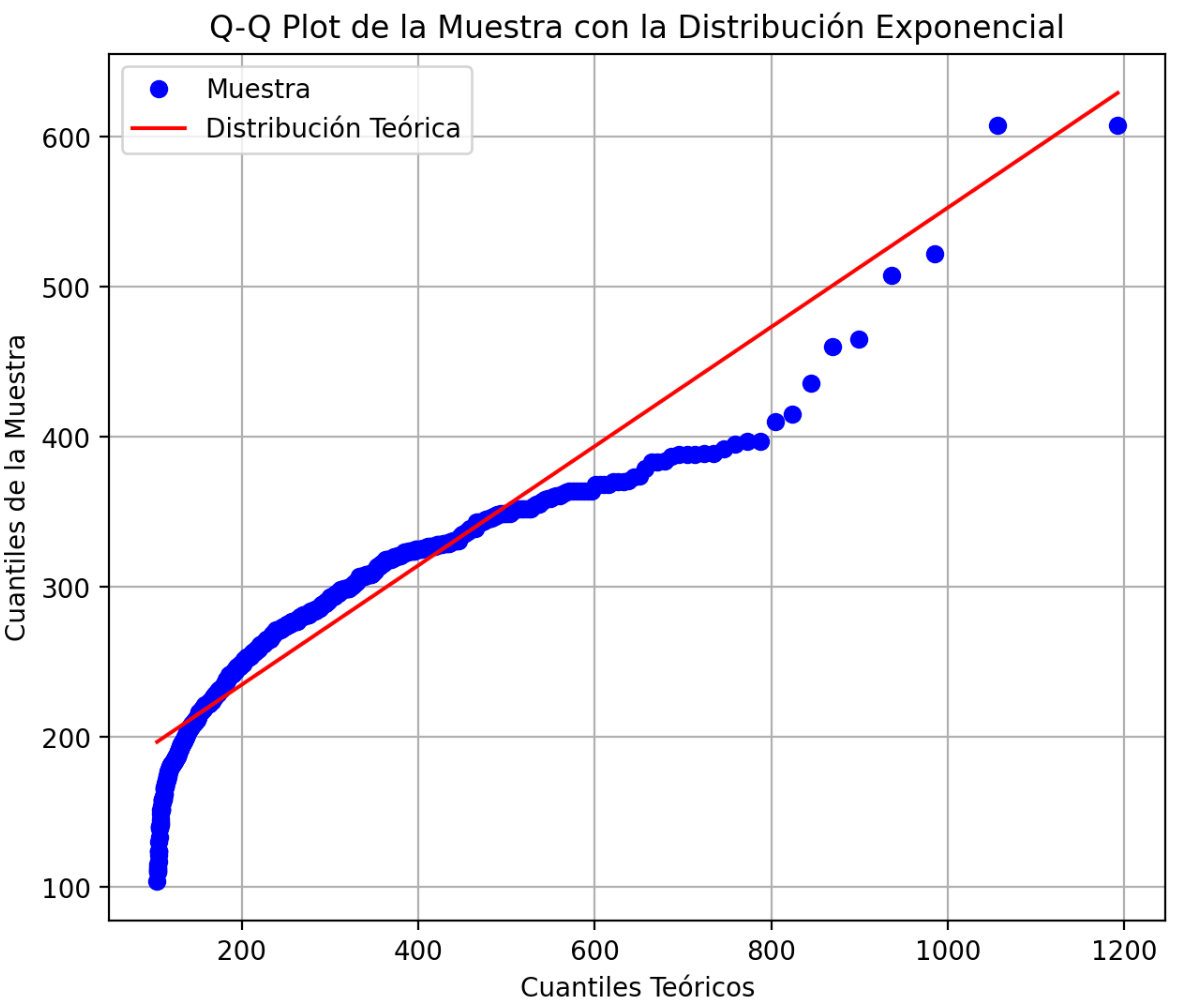 Q-Q Plot de la Muestra con la Distribución Exponencial
Muestra
Distribución Teórica
Cuantiles de la Muestra
600
500
400
300
200
100
200 400 600 800 1000 1200
Cuantiles Teóricos